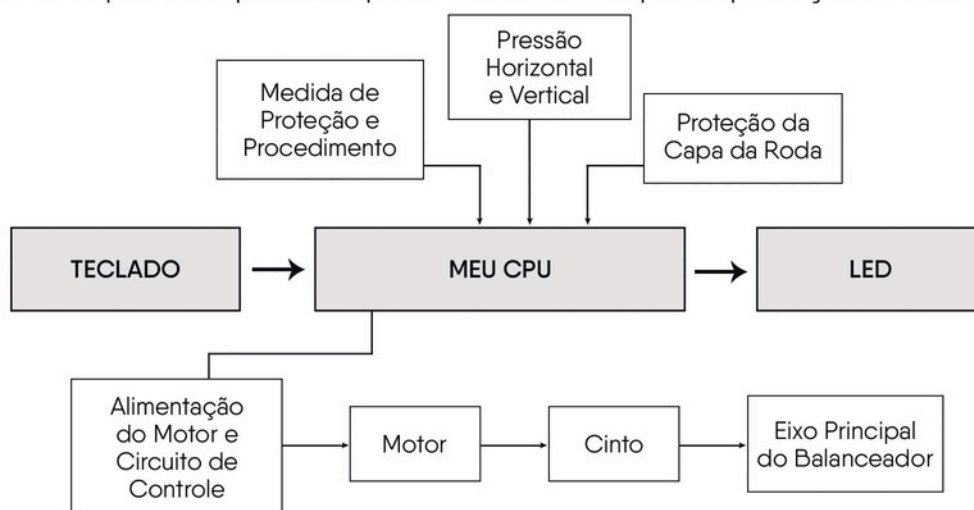 Pressão
Horizontal
e Vertical
Medida de
Proteção e
Procedimento
Proteção da
Capa da Roda
TECLADO
MEU CPU
LED
Alimentação
do Motor e
Circuito de
Controle
Motor
Cinto
Eixo Principal
do Balanceador